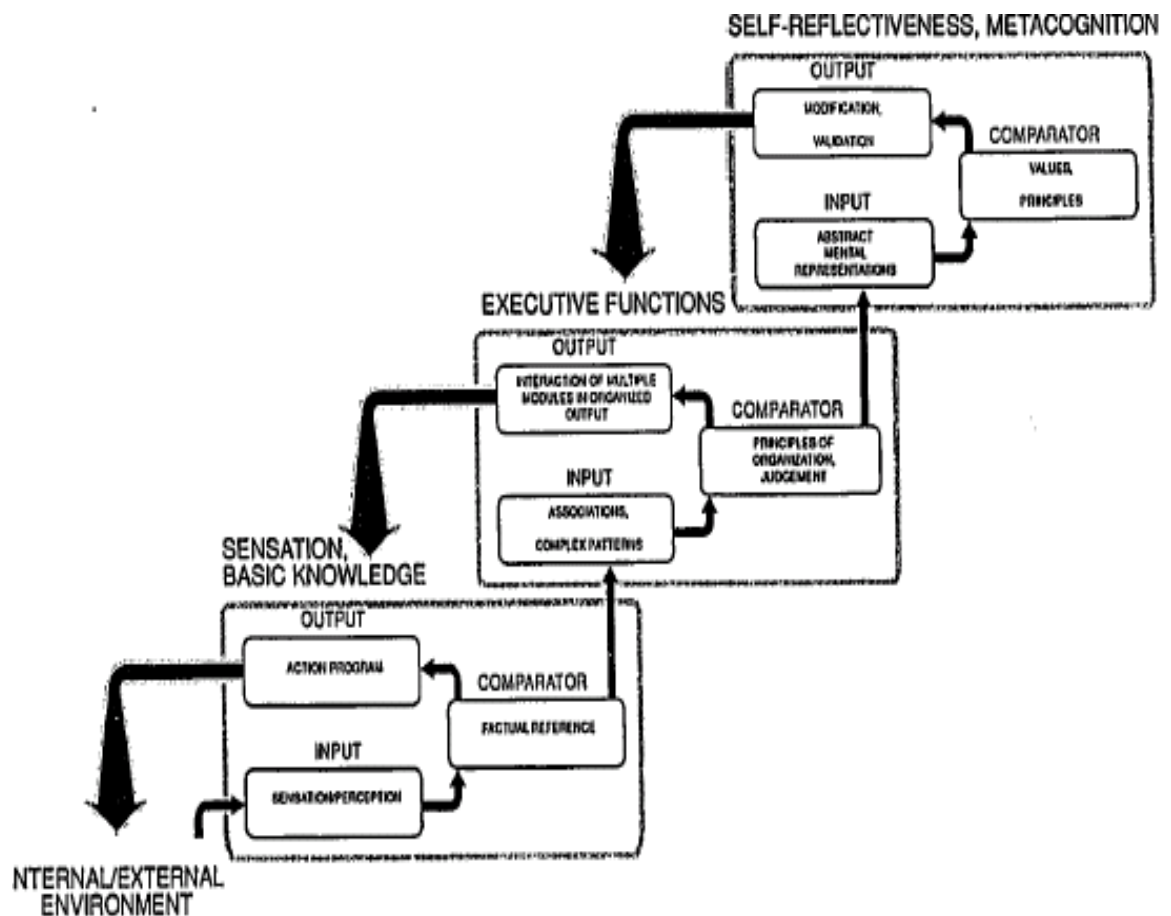 SELF-REFLECTIVENESS, METACOGNITION
OUTPUT
MODIFICATION,
VALIDATION
COMPARATOR
VALUES,
PRINCIPLES
INPUT
ABSTRACT
MENTAL
REPRESENTATIONS
EXECUTIVE FUNCTIONS
OUTPUT
INTERACTION OF MULTIPLE
MODULES IN ORGANIZED
OUTPUT
COMPARATOR
PRINCIPLES OF
ORGANIZATION,
JUDGEMENT
INPUT
ASSOCIATIONS,
COMPLEX PATTERNS
SENSATION,
BASIC KNOWLEDGE
OUTPUT
ACTION PROGRAM
COMPARATOR
FACTUAL REFERENCE
INPUT
SENSATION/PERCEPTION
NTERNAL/EXTERNAL
ENVIRONMENT